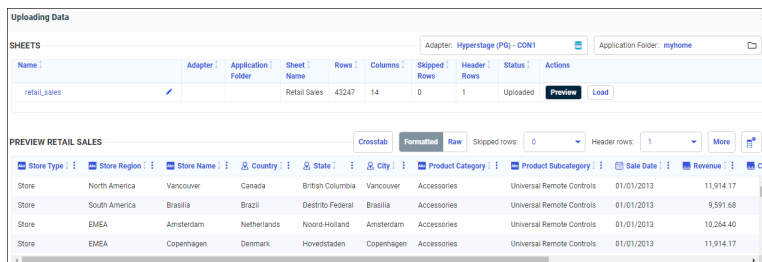 Uploading Data
SHEETS
Adapter: Hyperstage (PG) - CON1
Application Folder: myhome
Name Adapter Application Folder Sheet Name Rows Columns Skipped Rows Header Rows Status Actions
retail_sales Retail Sales 43247 14 0 1 Uploaded Preview Load
PREVIEW RETAIL SALES
Crosstab Formatted Raw Skipped rows: 0 Header rows: 1 More
Abc Store Type Abc Store Region Abc Store Name Country State City Abc Product Category Abc Product Subcategory Sale Date Revenue C
Store North America Vancouver Canada British Columbia Vancouver Accessories Universal Remote Controls 01/01/2013 11,914.17
Store South America Brasilia Brazil Destrito Federal Brasilia Accessories Universal Remote Controls 01/01/2013 9,591.68
Store EMEA Amsterdam Netherlands Noord-Holland Amsterdam Accessories Universal Remote Controls 01/01/2013 10,264.40
Store EMEA Copenhagen Denmark Hovedstaden Copenhagen Accessories Universal Remote Controls 01/01/2013 11,914.17